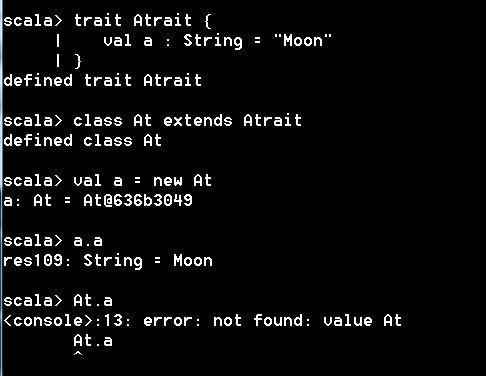 scala> trait Atrait {
     |    val a : String = "Moon"
     | }
defined trait Atrait
scala> class At extends Atrait
defined class At
scala> val a = new At
a: At = At@636b3049
scala> a.a
res109: String = Moon
scala> At.a
<console>:13: error: not found: value At
       At.a
       ^